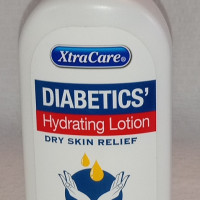 XtraCare®
DIABETICS'
Hydrating Lotion
DRY SKIN RELIEF